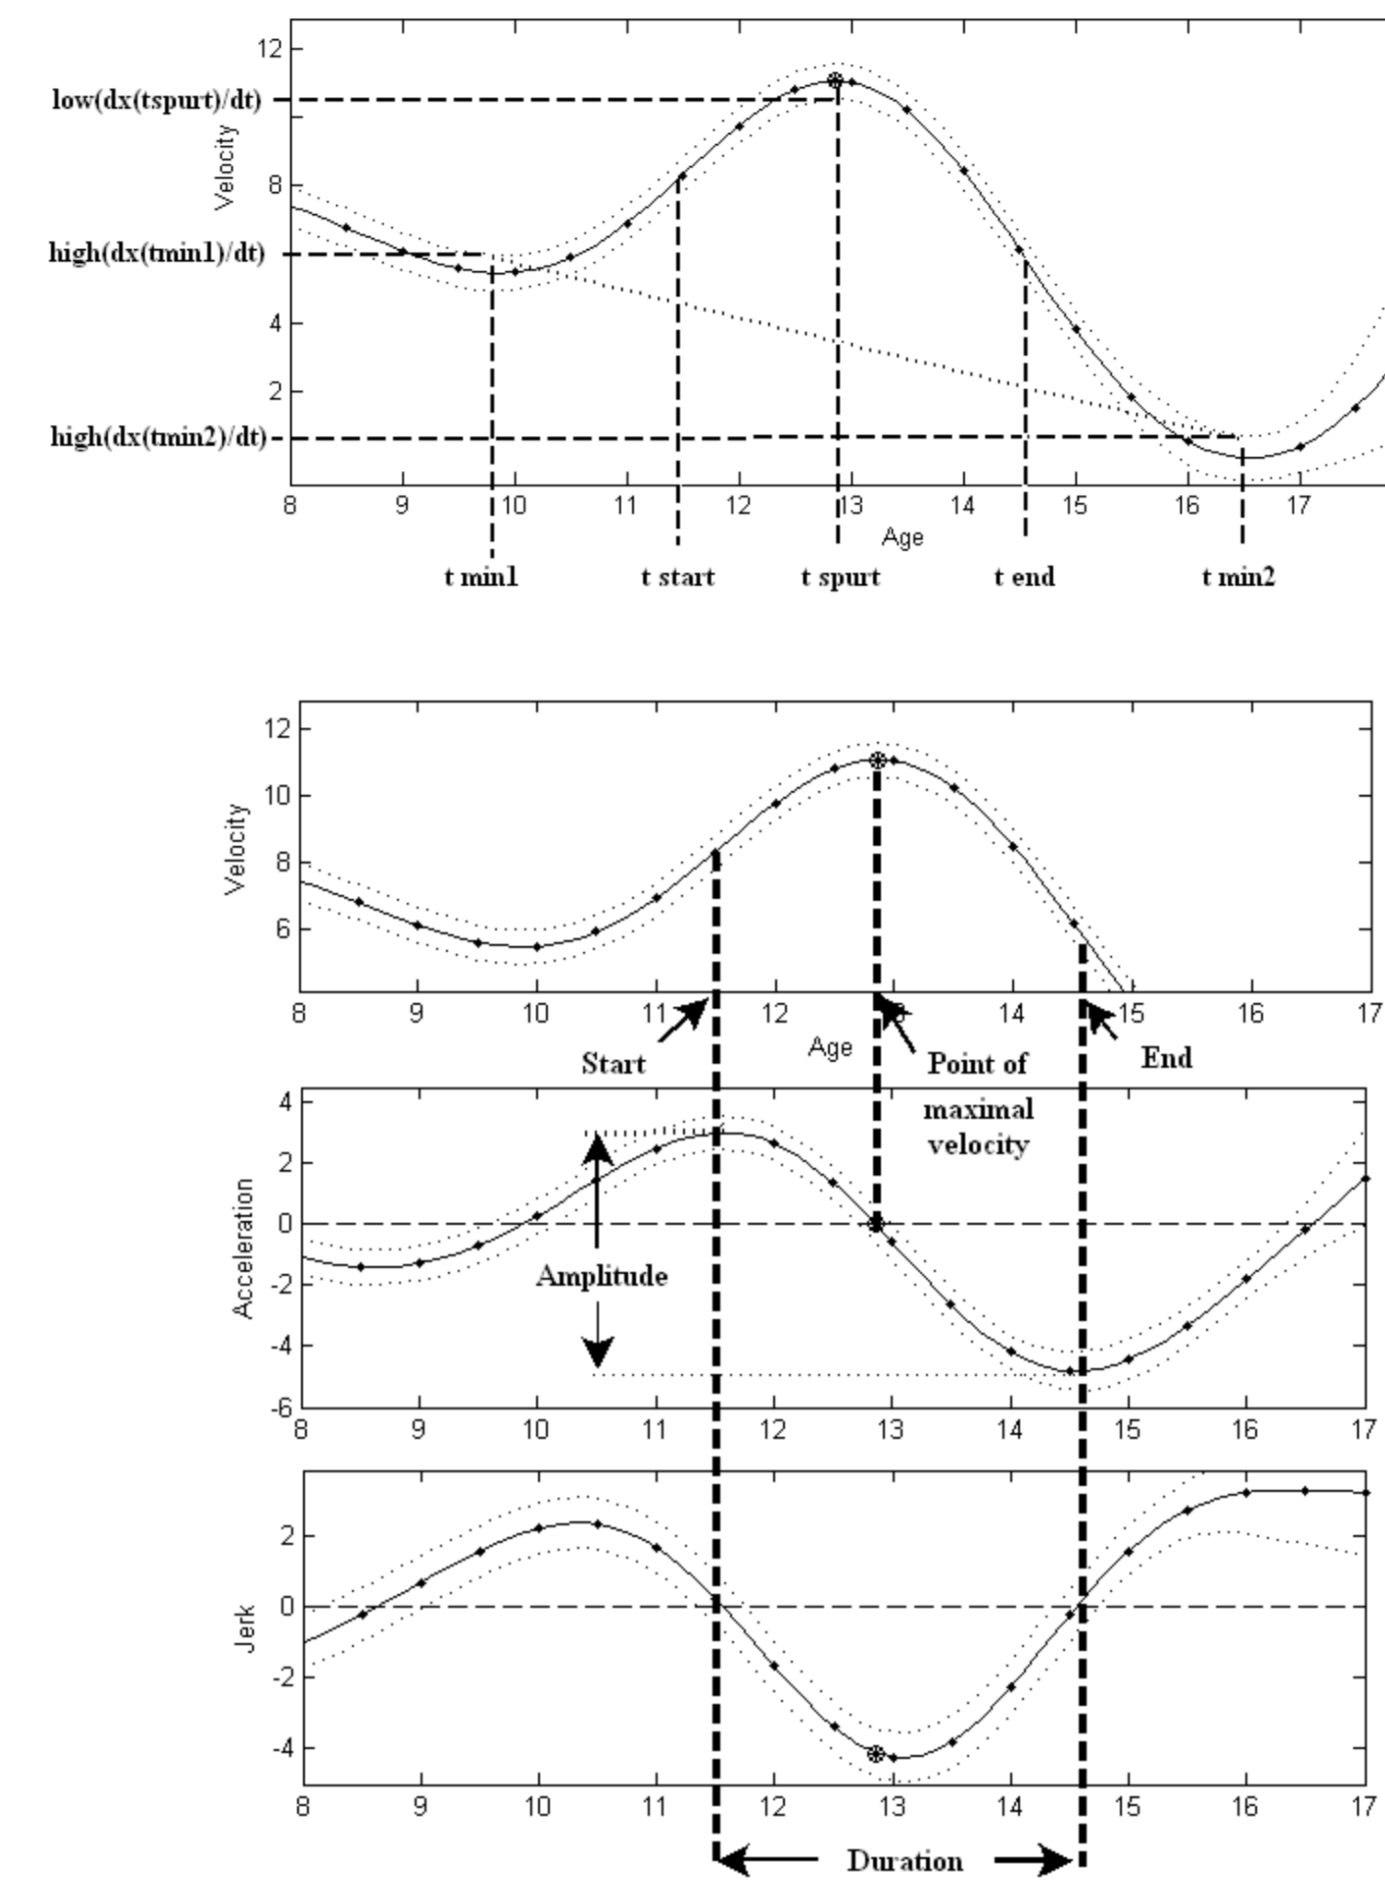 12
low(dx(tspurt)/dt)
Velocity
8
high(dx(tmin1)/dt)
4
2
high(dx(tmin2)/dt)
8 9 10 11 12 13 14 15 16 17
Age
t min1 t start t spurt t end t min2
12
10
Velocity
8
6
8 9 10 11 12 13 14 15 16 17
Age
Start
Point of
maximal
velocity
End
4
2
0
Acceleration
Amplitude
-2
-4
-6
8 9 10 11 12 13 14 15 16 17
2
0
Jerk
-2
-4
8 9 10 11 12 13 14 15 16 17
Duration